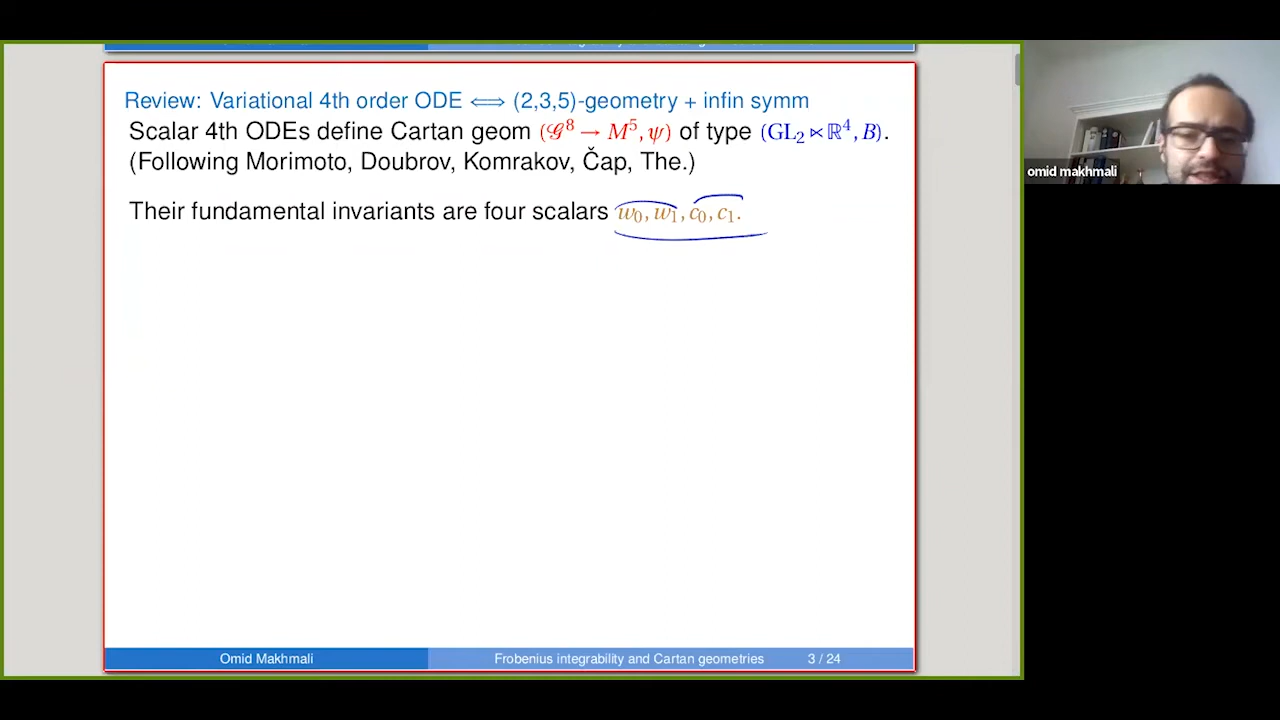 Review: Variational 4th order ODE ⟺ (2,3,5)-geometry + infin symm
Scalar 4th ODEs define Cartan geom (𝒢⁸ → M⁵, ψ) of type (GL₂ ⋉ ℝ⁴, B).
(Following Morimoto, Doubrov, Komrakov, Čap, The.)
Their fundamental invariants are four scalars w₀, w₁, c₀, c₁.
Omid Makhmali
Frobenius integrability and Cartan geometries 3 / 24
omid makhmali